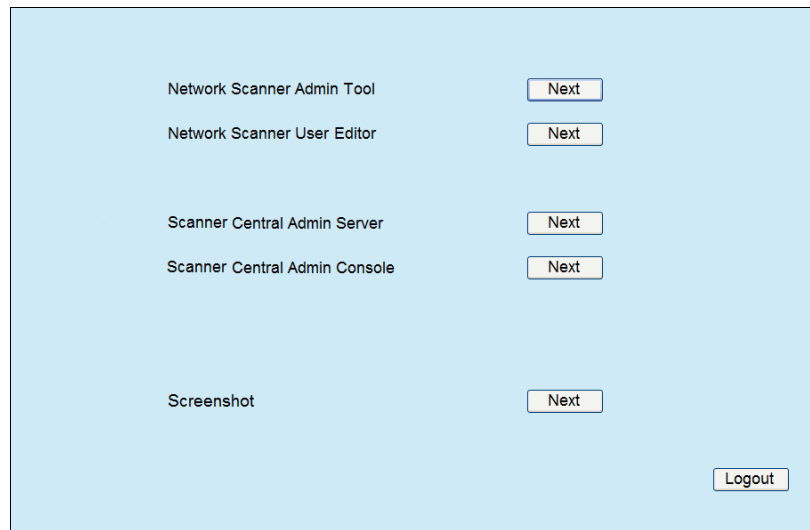 Network Scanner Admin Tool Next
Network Scanner User Editor Next
Scanner Central Admin Server Next
Scanner Central Admin Console Next
Screenshot Next
Logout